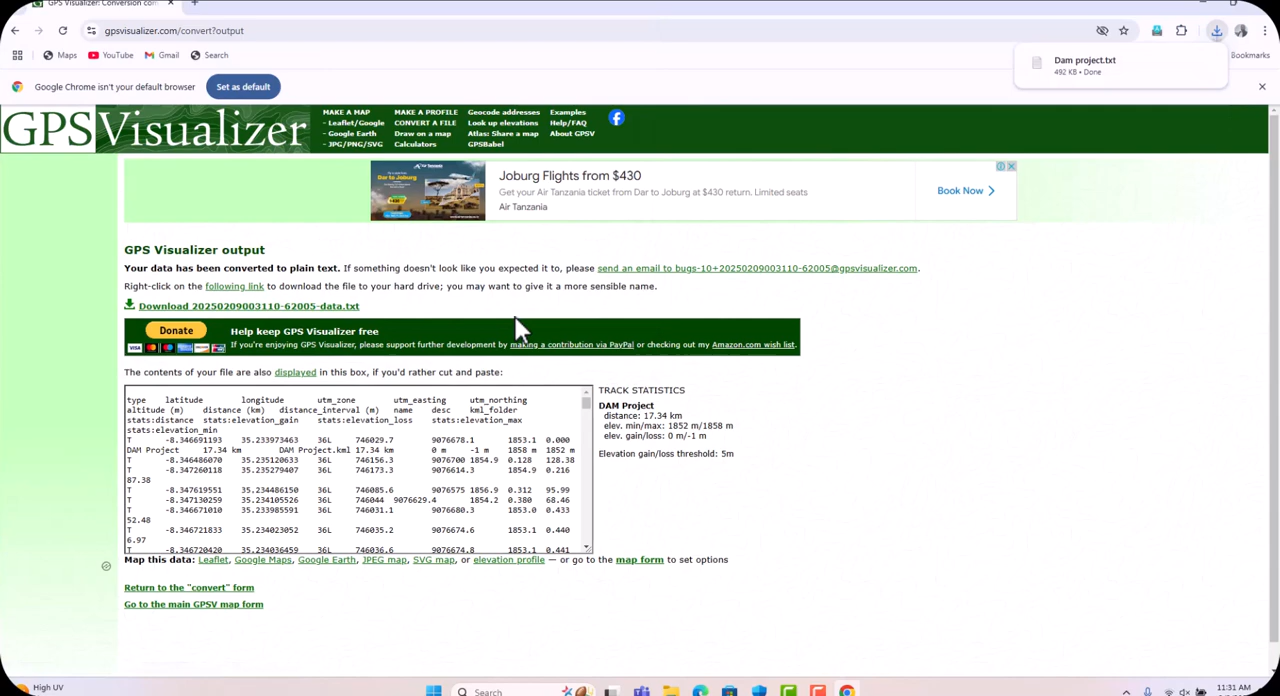 GPS Visualizer: Conversion com
gpsvisualizer.com/convert?output
Maps YouTube Gmail Search
Bookmarks
Dam project.txt
492 KB • Done
Google Chrome isn't your default browser Set as default
GPSVisualizer
MAKE A MAP
- Leaflet/Google
- Google Earth
- JPG/PNG/SVG
MAKE A PROFILE
CONVERT A FILE
Draw on a map
Calculators
Geocode addresses
Look up elevations
Atlas: Share a map
GPSBabel
Examples
Help/FAQ
About GPSV
Joburg Flights from $430
Get your Air Tanzania ticket from Dar to Joburg at $430 return. Limited seats
Air Tanzania
Book Now
GPS Visualizer output
Your data has been converted to plain text. If something doesn't look like you expected it to, please send an email to bugs-10+20250209003110-62005@gpsvisualizer.com.
Right-click on the following link to download the file to your hard drive; you may want to give it a more sensible name.
Download 20250209003110-62005-data.txt
Donate
VISA
Help keep GPS Visualizer free
If you're enjoying GPS Visualizer, please support further development by making a contribution via PayPal or checking out my Amazon.com wish list.
The contents of your file are also displayed in this box, if you'd rather cut and paste:
type latitude longitude utm_zone utm_easting utm_northing
altitude (m) distance (km) distance_interval (m) name desc kml_folder
stats:distance stats:elevation_gain stats:elevation_loss stats:elevation_max
stats:elevation_min
T -8.346691193 35.233973463 36L 746029.7 9076678.1 1853.1 0.000
DAM Project 17.34 km DAM Project.kml 17.34 km 0 m -1 m 1858 m 1852 m
T -8.346486070 35.235120633 36L 746156.3 9076700 1854.9 0.128 128.38
T -8.347260118 35.235279407 36L 746173.3 9076614.3 1854.9 0.216
87.38
T -8.347619551 35.234486150 36L 746085.6 9076575 1856.9 0.312 95.99
T -8.347130259 35.234105526 36L 746044 9076629.4 1854.2 0.380 68.46
T -8.346671010 35.233985591 36L 746031.1 9076680.3 1853.0 0.433
52.48
T -8.346721833 35.234023052 36L 746035.2 9076674.6 1853.1 0.440
6.97
T -8.346720420 35.234036459 36L 746036.6 9076674.8 1853.1 0.441
TRACK STATISTICS
DAM Project
distance: 17.34 km
elev. min/max: 1852 m/1858 m
elev. gain/loss: 0 m/-1 m
Elevation gain/loss threshold: 5m
Map this data: Leaflet, Google Maps, Google Earth, JPEG map, SVG map, or elevation profile — or go to the map form to set options
Return to the "convert" form
Go to the main GPSV map form
High UV
Search
11:31 AM